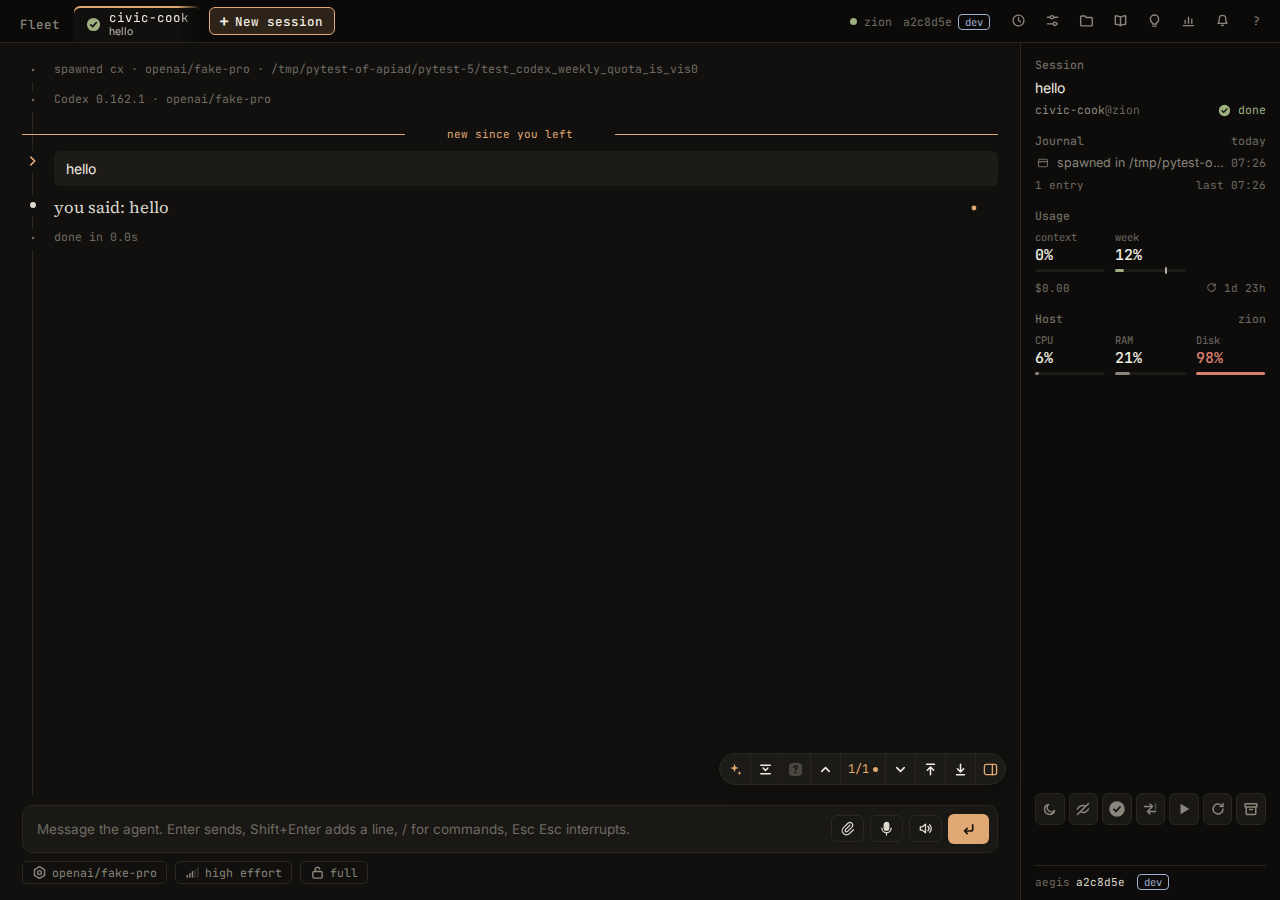 Fleet
civic-cook
hello
+ New session
zion a2c8d5e dev
?
· spawned cx · openai/fake-pro · /tmp/pytest-of-apiad/pytest-5/test_codex_weekly_quota_is_vis0
· Codex 0.162.1 · openai/fake-pro
new since you left
hello
you said: hello
· done in 0.0s
? 1/1
Message the agent. Enter sends, Shift+Enter adds a line, / for commands, Esc Esc interrupts.
openai/fake-pro high effort full
Session
hello
civic-cook@zion done
Journal today
spawned in /tmp/pytest-o... 07:26
1 entry last 07:26
Usage
context week
0% 12%
$0.00 1d 23h
Host zion
CPU RAM Disk
6% 21% 98%
aegis a2c8d5e dev